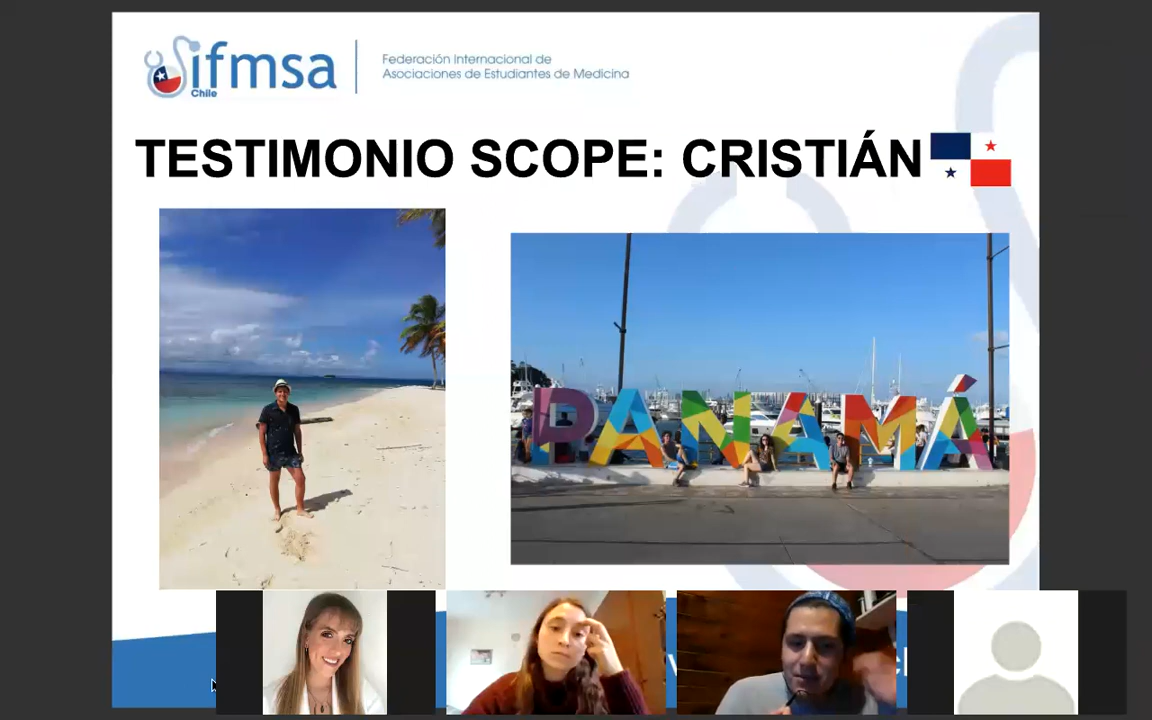 ifmsa
Chile
Federación Internacional de
Asociaciones de Estudiantes de Medicina
TESTIMONIO SCOPE: CRISTIÁN
PANAMÁ